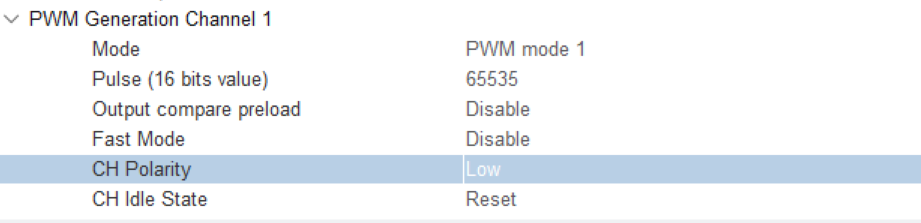 PWM Generation Channel 1
Mode PWM mode 1
Pulse (16 bits value) 65535
Output compare preload Disable
Fast Mode Disable
CH Polarity Low
CH Idle State Reset